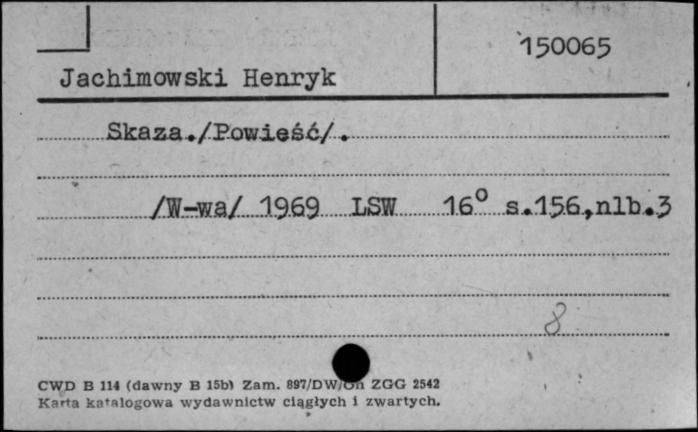 150065
Jachimowski Henryk
Skaza./Powieść/.
/W-wa/ 1969 LSW 16° s.156,nlb.3
8
CWD B 114 (dawny B 15b) Zam. 897/DW/Gn ZGG 2542
Karta katalogowa wydawnictw ciągłych i zwartych.